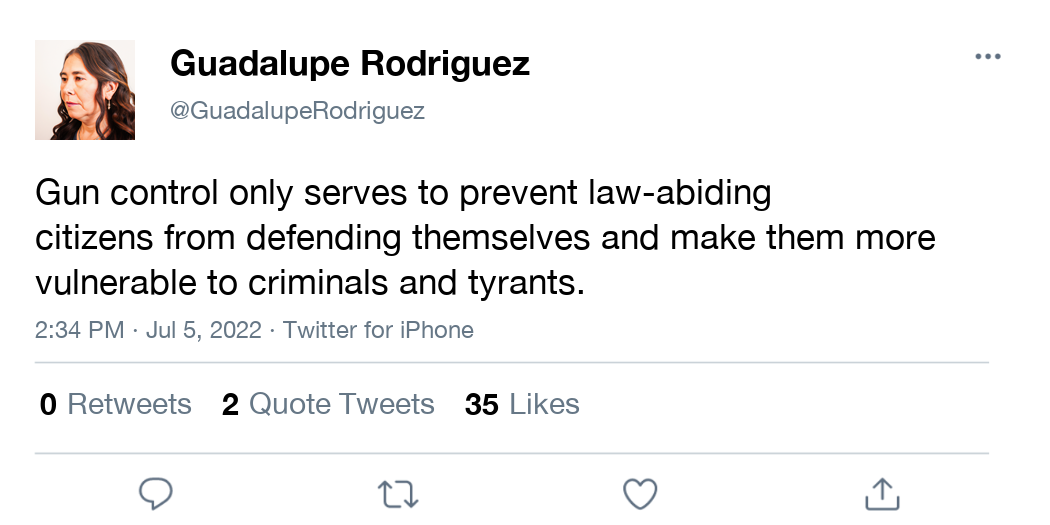 Guadalupe Rodriguez
@GuadalupeRodriguez
Gun control only serves to prevent law-abiding
citizens from defending themselves and make them more
vulnerable to criminals and tyrants.
2:34 PM · Jul 5, 2022 · Twitter for iPhone
0 Retweets 2 Quote Tweets 35 Likes